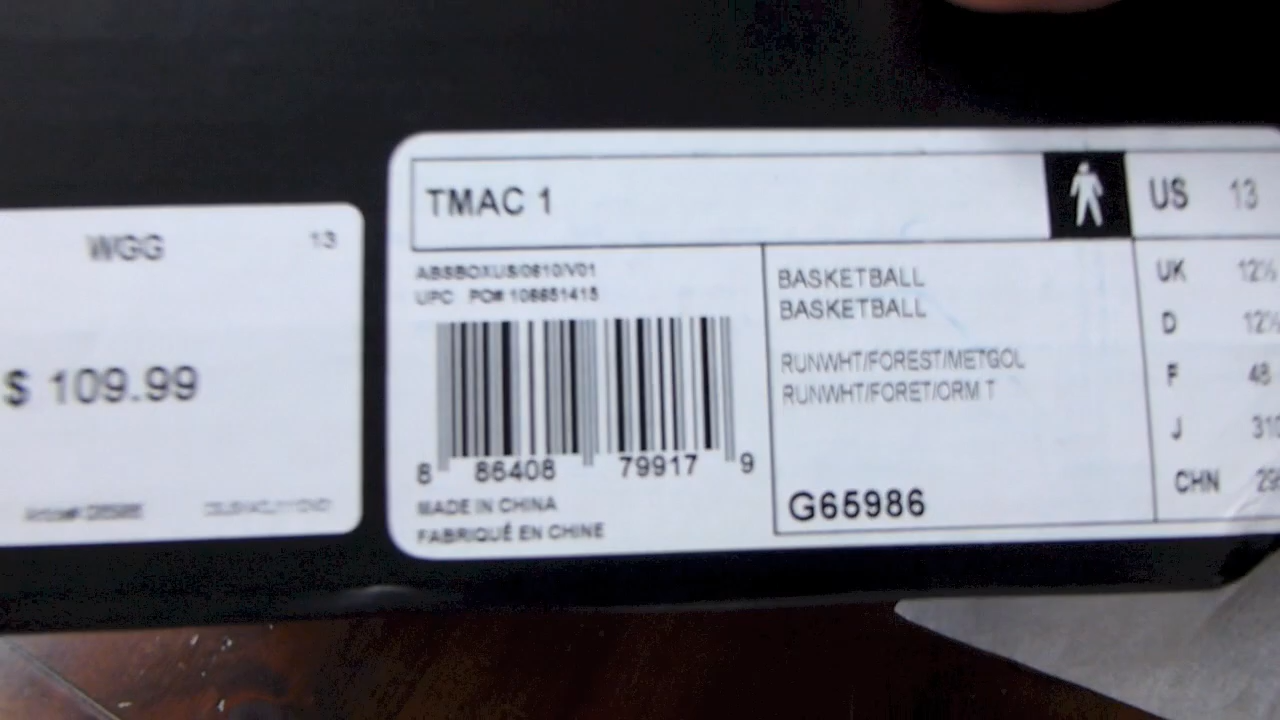 WGG 13
$ 109.99
TMAC 1
US 13
ABSBOXUS/0610/V01
UPC PO# 106651415
8 86408 79917 9
MADE IN CHINA
FABRIQUÉ EN CHINE
BASKETBALL
BASKETBALL
RUNWHT/FOREST/METGOL
RUNWHT/FORET/ORM T
G65986
UK 12½
D 12½
F 48
J 310
CHN